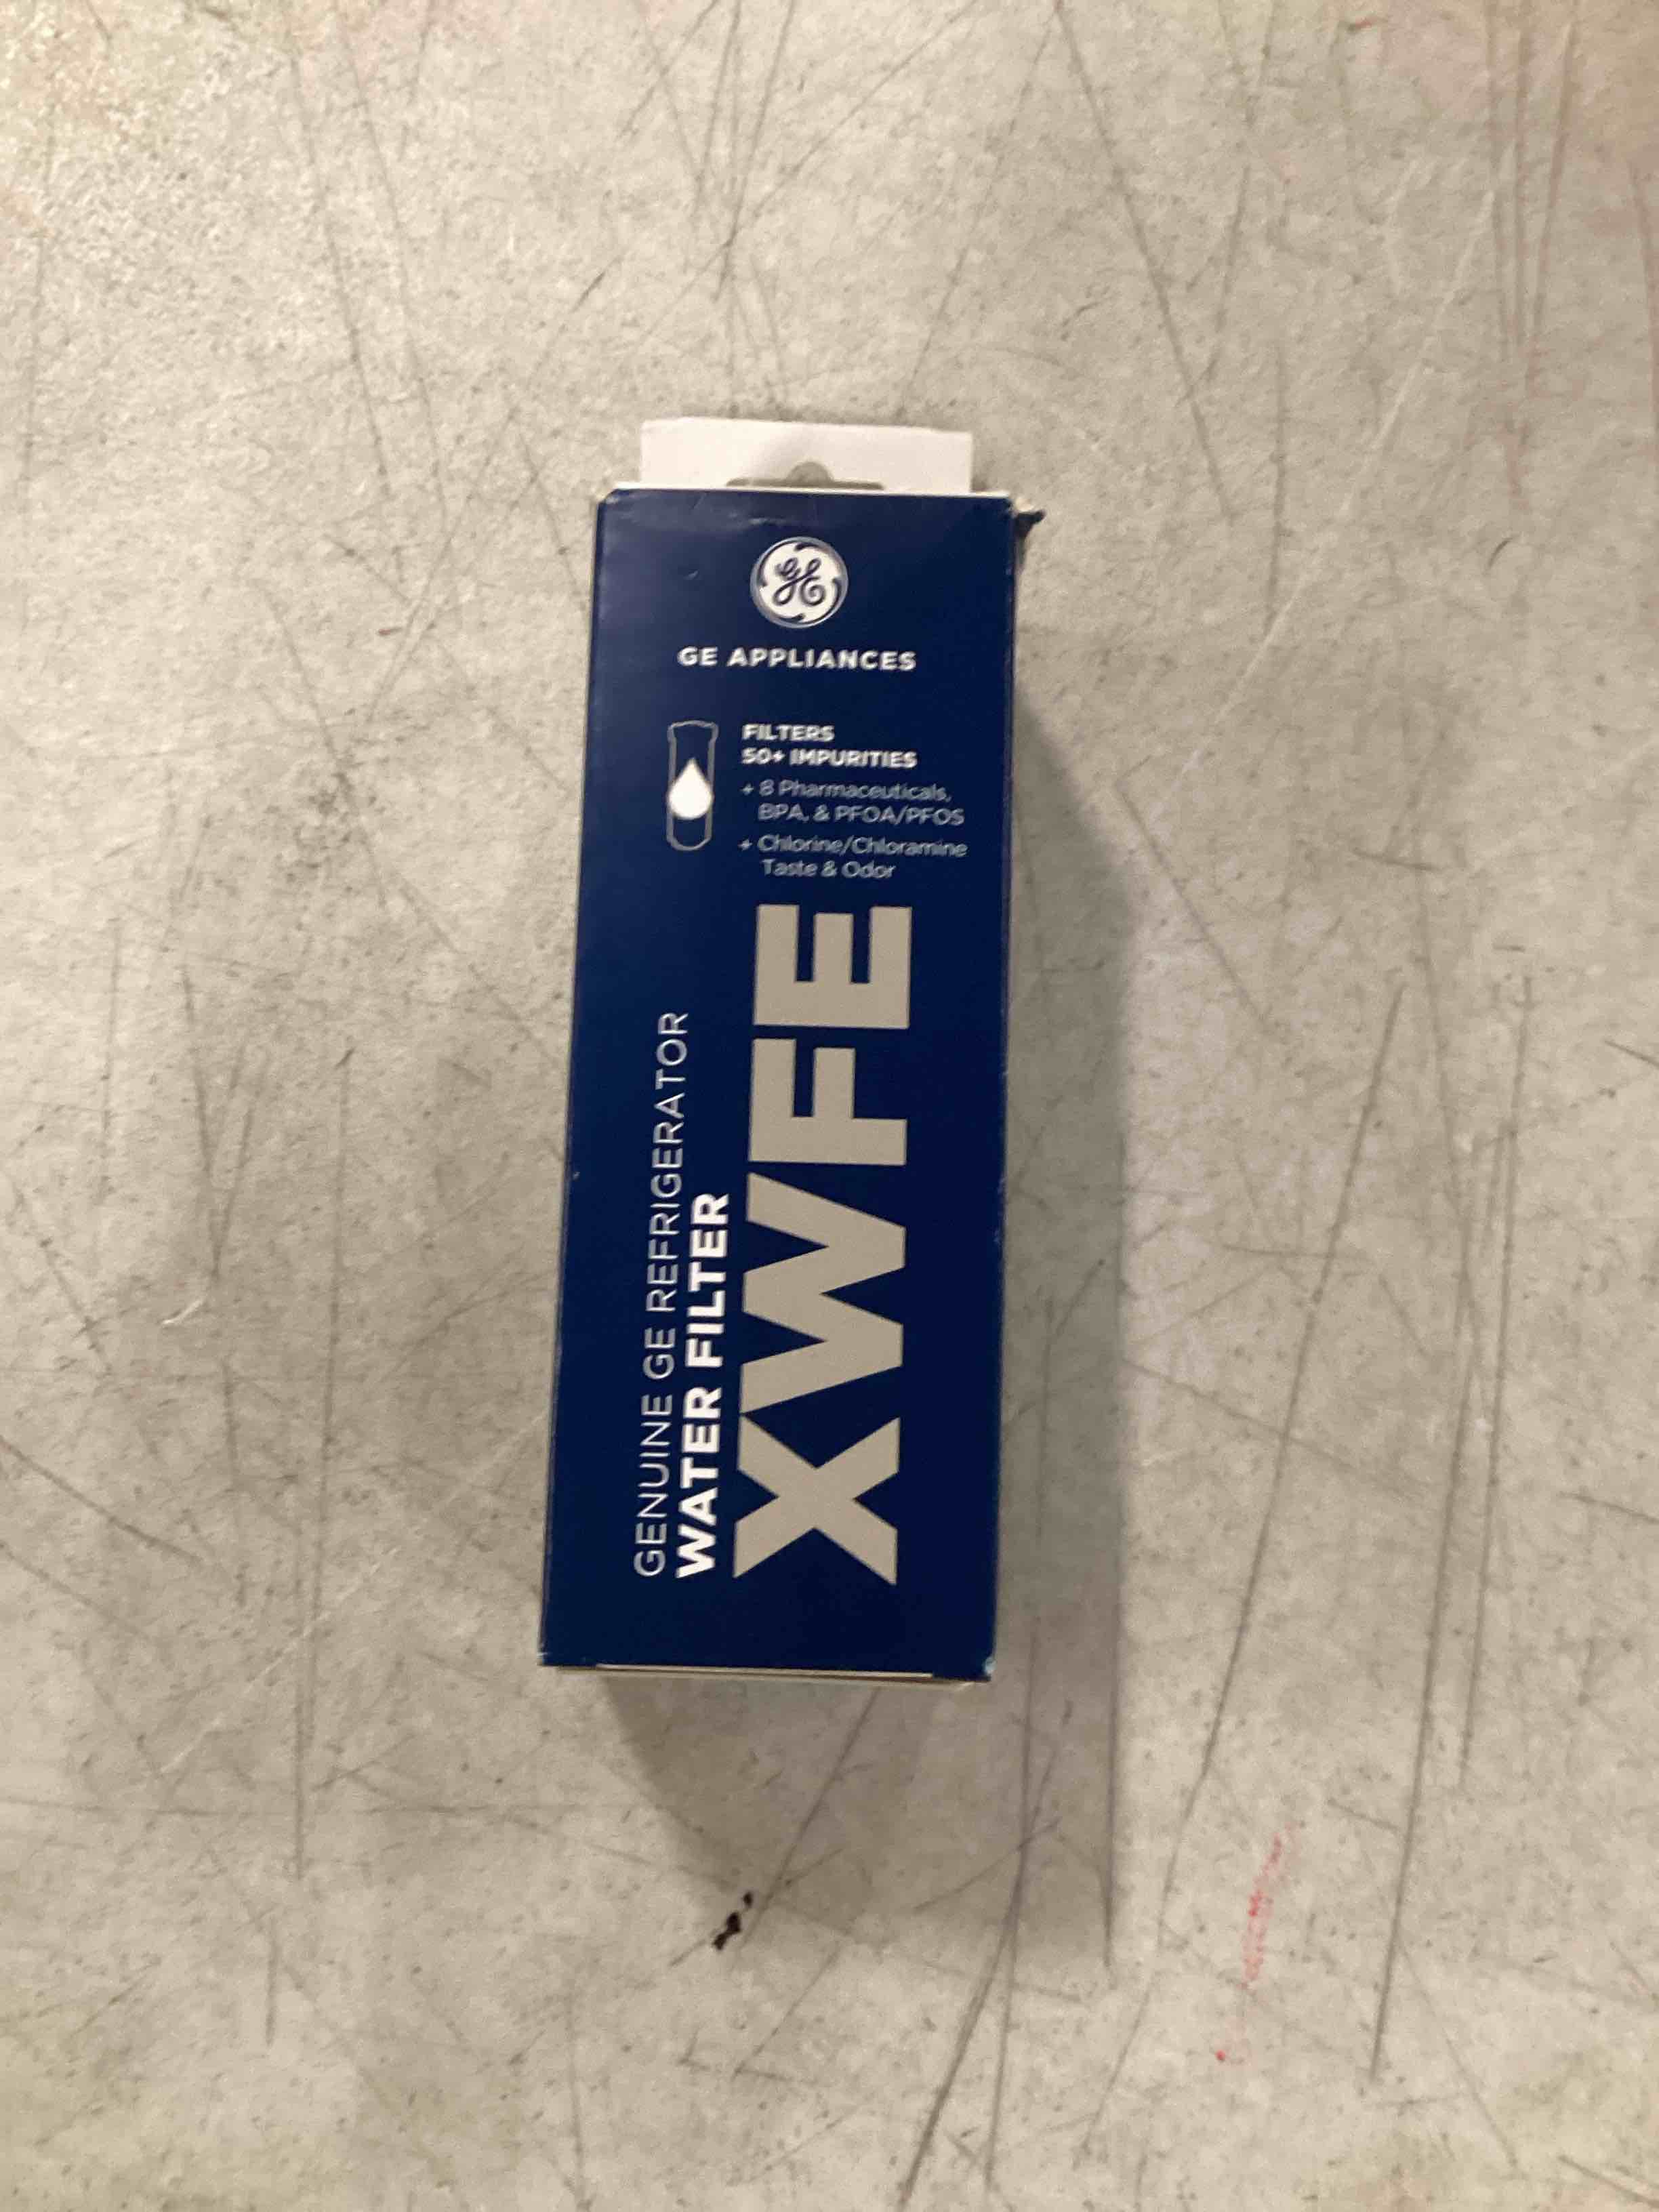 GE
GE APPLIANCES
FILTERS
50+ IMPURITIES
+ 8 Pharmaceuticals,
BPA, & PFOA/PFOS
+ Chlorine/Chloramine
Taste & Odor
GENUINE GE REFRIGERATOR
WATER FILTER
XWFE